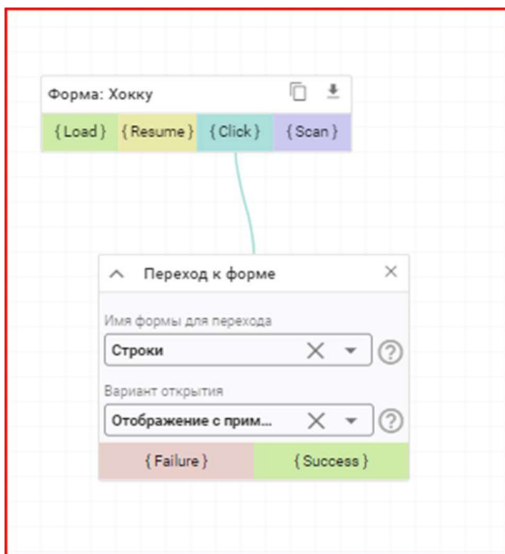 Форма: Хокку
{Load} {Resume} {Click} {Scan}
Переход к форме
Имя формы для перехода
Строки
Вариант открытия
Отображение с прим...
{Failure} {Success}